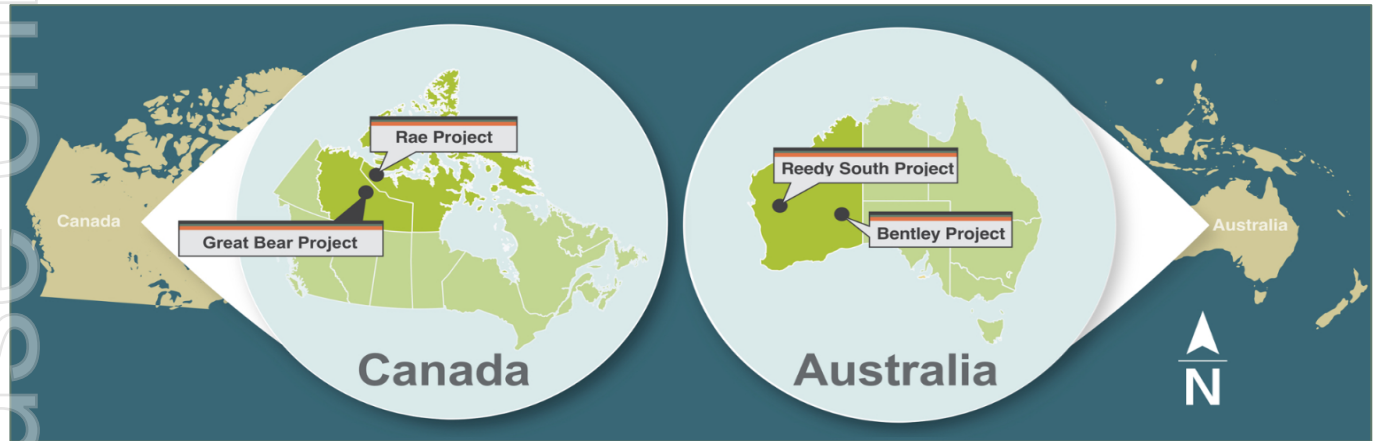 Canada
Rae Project
Great Bear Project
Canada
Reedy South Project
Bentley Project
Australia
Australia
N